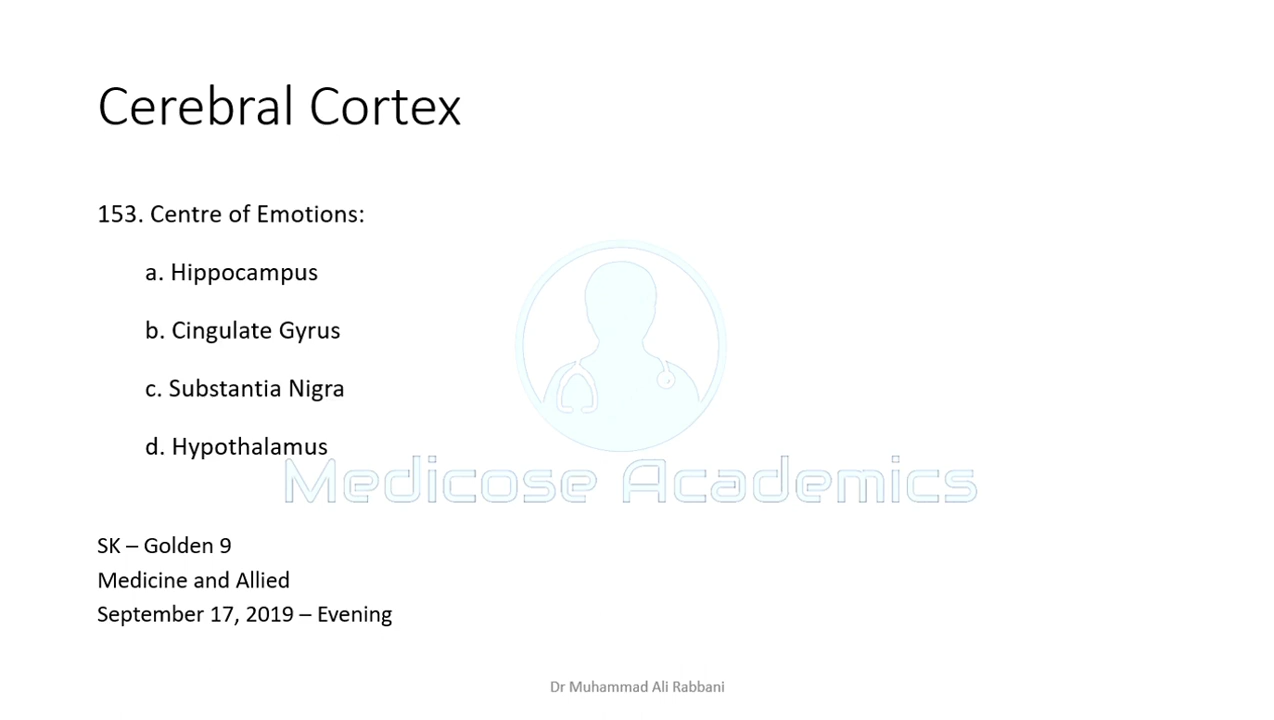 Cerebral Cortex
153. Centre of Emotions:
a. Hippocampus
b. Cingulate Gyrus
c. Substantia Nigra
d. Hypothalamus
Medicose Academics
SK – Golden 9
Medicine and Allied
September 17, 2019 – Evening
Dr Muhammad Ali Rabbani